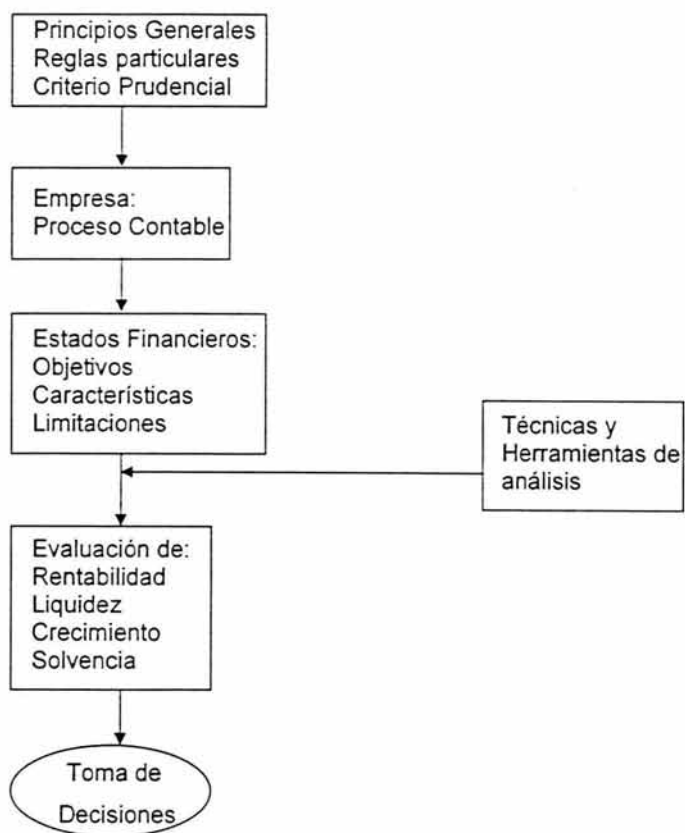 Principios Generales
Reglas particulares
Criterio Prudencial
Empresa:
Proceso Contable
Estados Financieros:
Objetivos
Características
Limitaciones
Técnicas y
Herramientas de
análisis
Evaluación de:
Rentabilidad
Liquidez
Crecimiento
Solvencia
Toma de
Decisiones